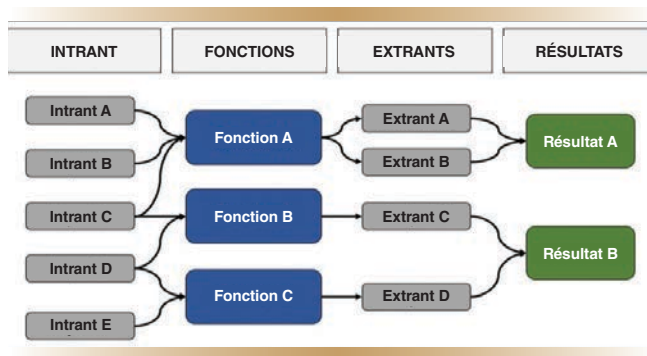 INTRANT
FONCTIONS
EXTRANTS
RÉSULTATS
Intrant A
Intrant B
Intrant C
Intrant D
Intrant E
Fonction A
Fonction B
Fonction C
Extrant A
Extrant B
Extrant C
Extrant D
Résultat A
Résultat B